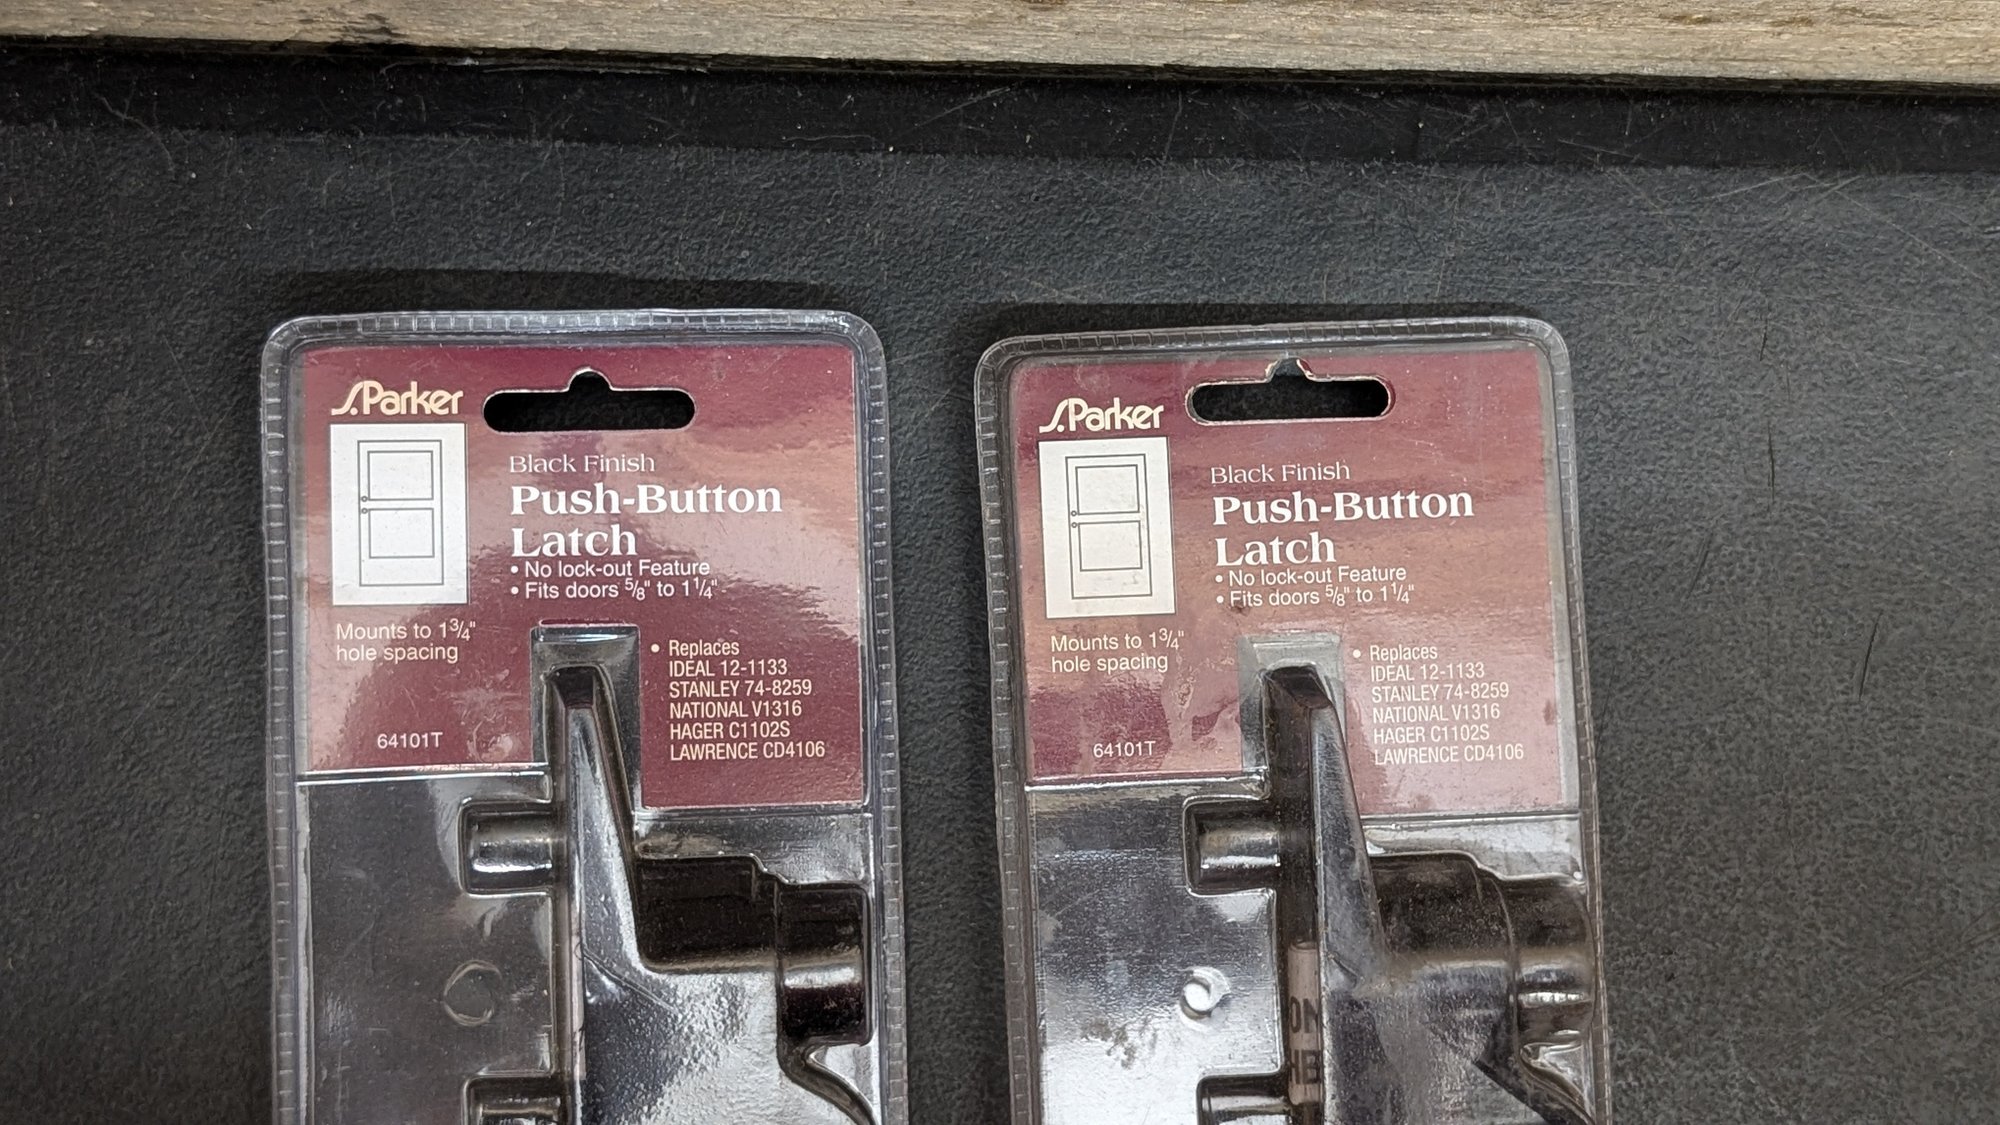 S.Parker
Black Finish
Push-Button
Latch
• No lock-out Feature
• Fits doors 5/8" to 1 1/4"
Mounts to 1 3/4"
hole spacing
• Replaces
IDEAL 12-1133
STANLEY 74-8259
NATIONAL V1316
HAGER C1102S
LAWRENCE CD4106
64101T
S.Parker
Black Finish
Push-Button
Latch
• No lock-out Feature
• Fits doors 5/8" to 1 1/4"
Mounts to 1 3/4"
hole spacing
• Replaces
IDEAL 12-1133
STANLEY 74-8259
NATIONAL V1316
HAGER C1102S
LAWRENCE CD4106
64101T